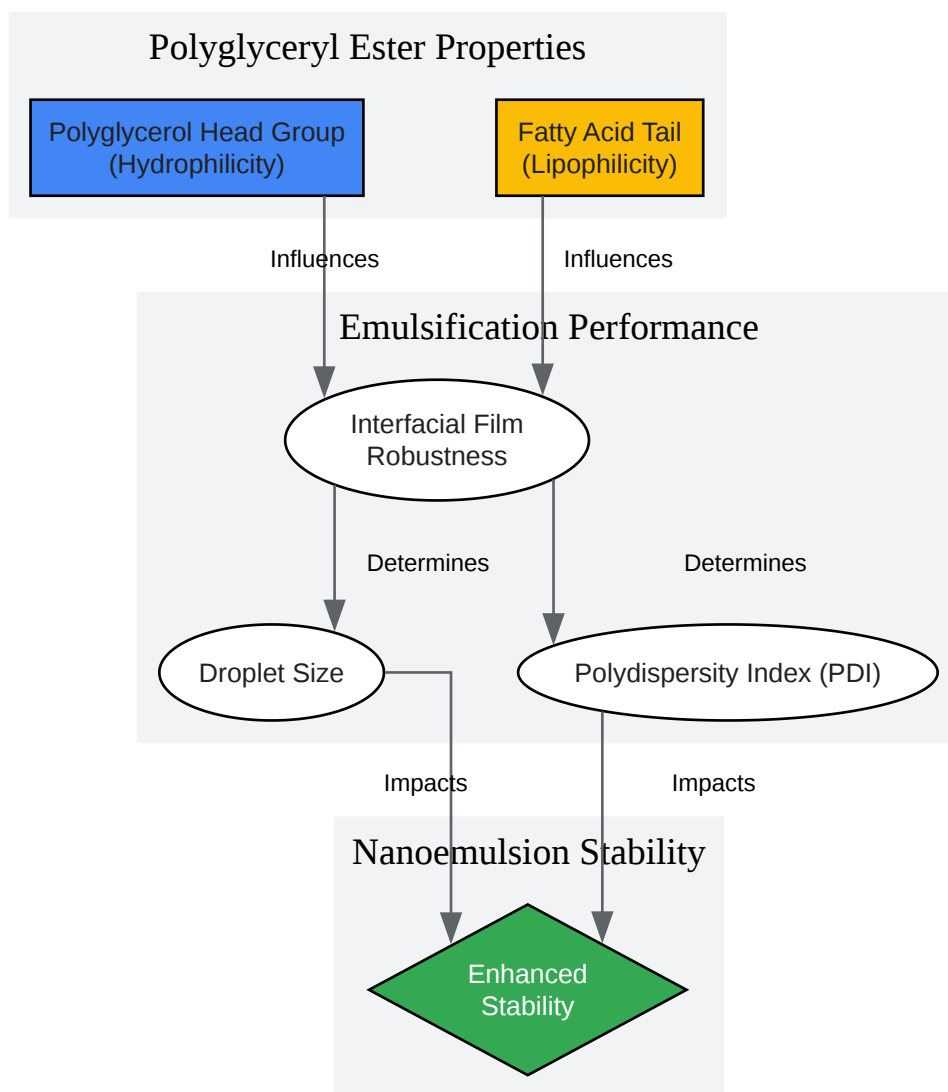 Polyglyceryl Ester Properties
Polyglycerol Head Group
(Hydrophilicity)
Fatty Acid Tail
(Lipophilicity)
Influences
Influences
Emulsification Performance
Interfacial Film
Robustness
Determines
Determines
Droplet Size
Polydispersity Index (PDI)
Impacts
Impacts
Nanoemulsion Stability
Enhanced
Stability